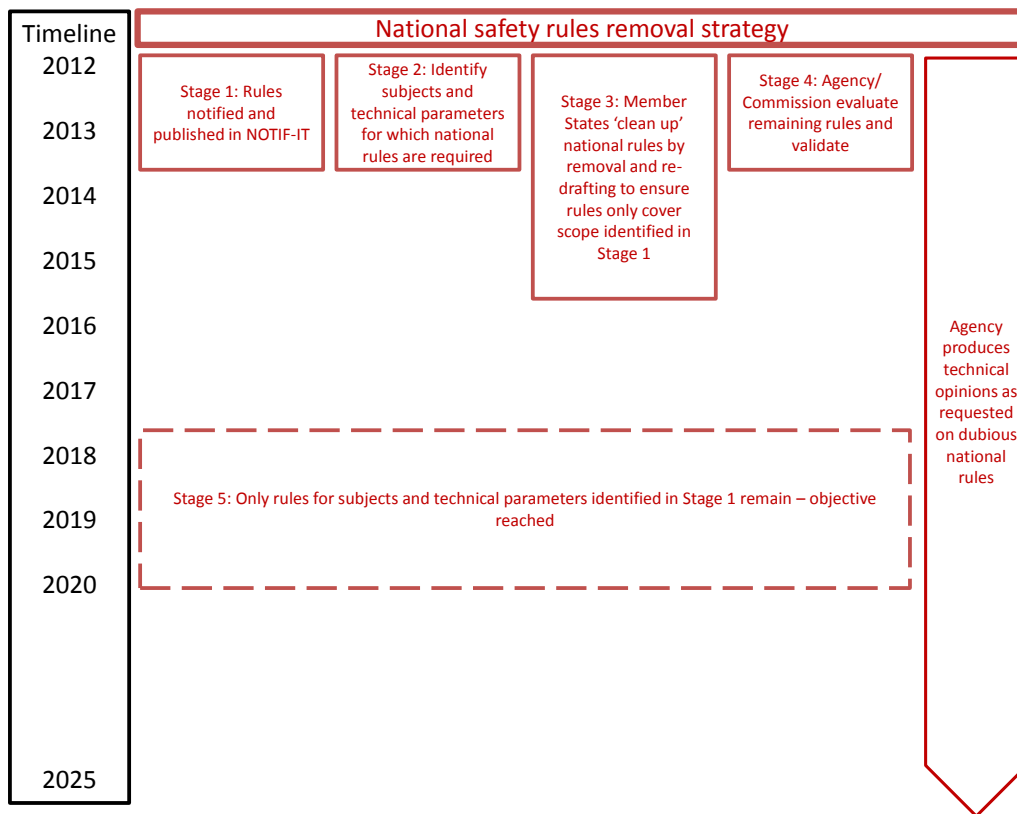 Timeline
2012
2013
2014
2015
2016
2017
2018
2019
2020
2025
National safety rules removal strategy
Stage 1: Rules
notified and
published in NOTIF-IT
Stage 2: Identify
subjects and
technical parameters
for which national
rules are required
Stage 3: Member
States ‘clean up’
national rules by
removal and re-
drafting to ensure
rules only cover
scope identified in
Stage 1
Stage 4: Agency/
Commission evaluate
remaining rules and
validate
Stage 5: Only rules for subjects and technical parameters identified in Stage 1 remain – objective
reached
Agency
produces
technical
opinions as
requested
on dubious
national
rules